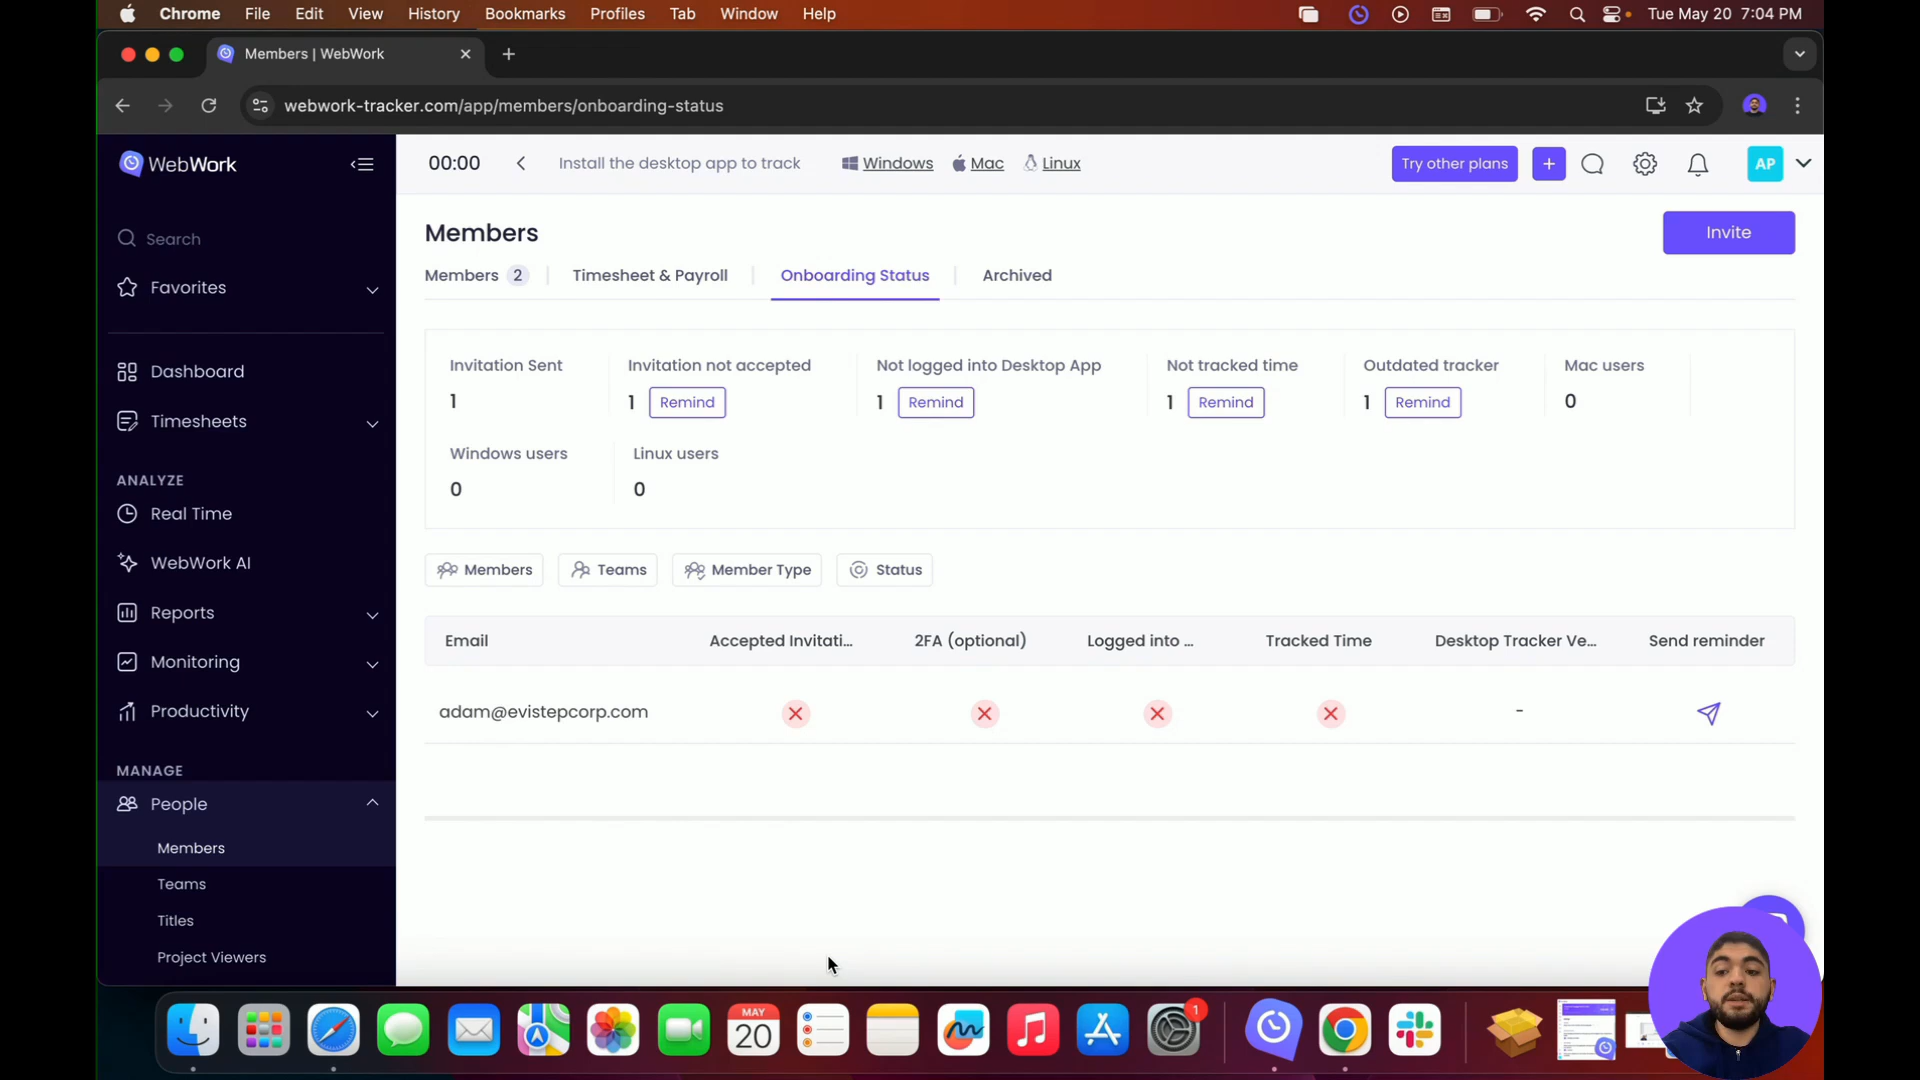 Chrome File Edit View History Bookmarks Profiles Tab Window Help Tue May 20 7:04 PM
Members | WebWork
webwork-tracker.com/app/members/onboarding-status
WebWork
00:00 Install the desktop app to track Windows Mac Linux Try other plans + AP
Search
Members Invite
Favorites
Members 2 Timesheet & Payroll Onboarding Status Archived
Dashboard
Timesheets
ANALYZE
Real Time
WebWork AI
Reports
Monitoring
Productivity
MANAGE
People
Members
Teams
Titles
Project Viewers
Invitation Sent Invitation not accepted Not logged into Desktop App Not tracked time Outdated tracker Mac users
1 1 Remind 1 Remind 1 Remind 1 Remind 0
Windows users Linux users
0 0
Members Teams Member Type Status
Email Accepted Invitati... 2FA (optional) Logged into ... Tracked Time Desktop Tracker Ve... Send reminder
adam@evistepcorp.com -
MAY
20
1